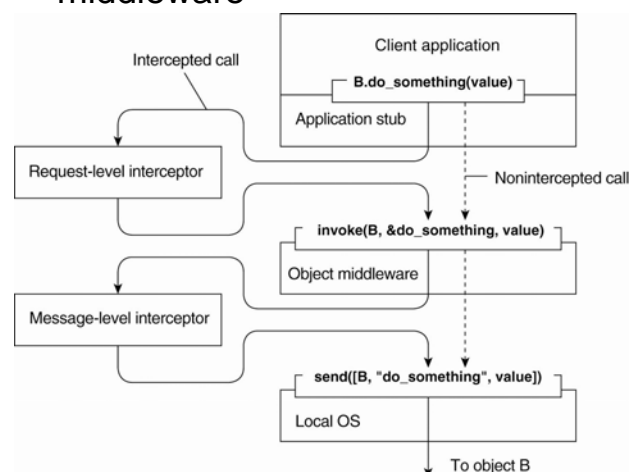 middleware
Client application
Intercepted call
B.do_something(value)
Application stub
Request-level interceptor
Nonintercepted call
invoke(B, &do_something, value)
Object middleware
Message-level interceptor
send([B, "do_something", value])
Local OS
To object B